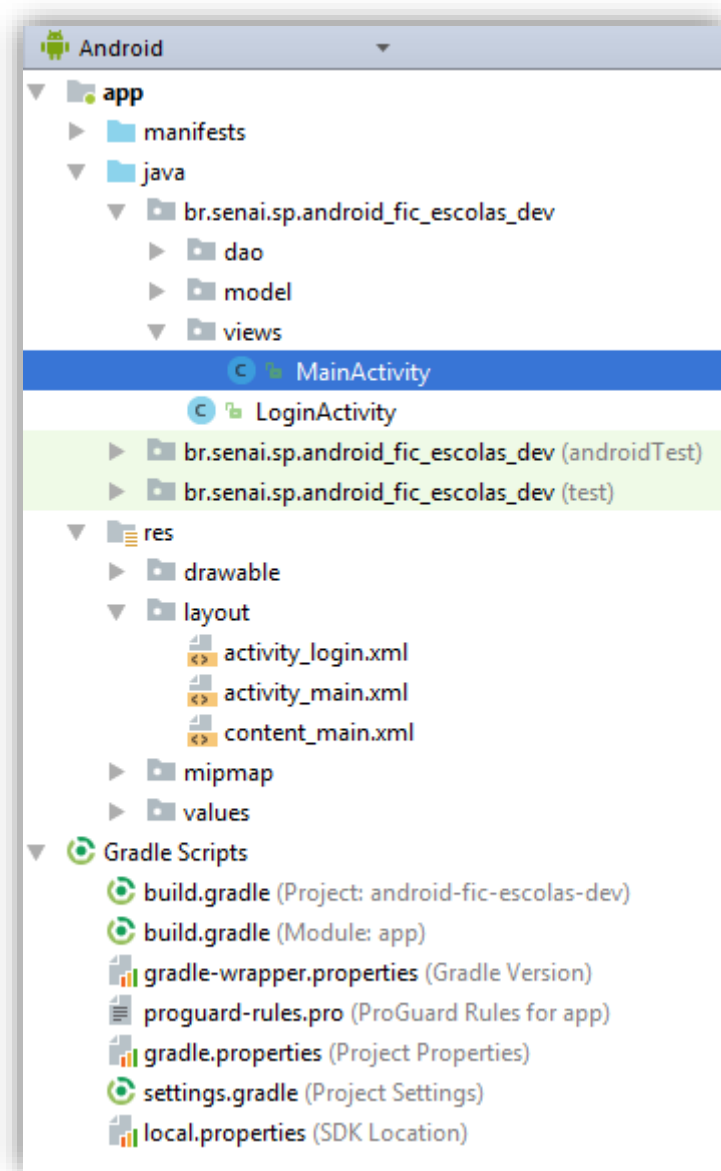 Android
app
manifests
java
br.senai.sp.android_fic_escolas_dev
dao
model
views
C MainActivity
C LoginActivity
br.senai.sp.android_fic_escolas_dev (androidTest)
br.senai.sp.android_fic_escolas_dev (test)
res
drawable
layout
<> activity_login.xml
<> activity_main.xml
<> content_main.xml
mipmap
values
Gradle Scripts
build.gradle (Project: android-fic-escolas-dev)
build.gradle (Module: app)
gradle-wrapper.properties (Gradle Version)
proguard-rules.pro (ProGuard Rules for app)
gradle.properties (Project Properties)
settings.gradle (Project Settings)
local.properties (SDK Location)